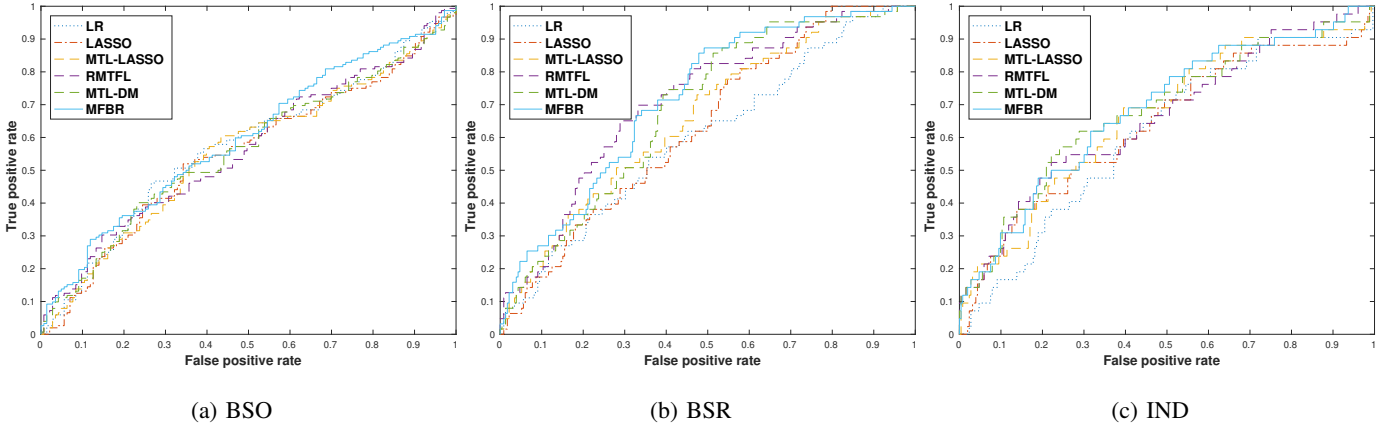 True positive rate
1
0.9
0.8
0.7
0.6
0.5
0.4
0.3
0.2
0.1
0
LR
LASSO
MTL-LASSO
RMTFL
MTL-DM
MFBR
0 0.1 0.2 0.3 0.4 0.5 0.6 0.7 0.8 0.9 1
False positive rate
(a) BSO
True positive rate
1
0.9
0.8
0.7
0.6
0.5
0.4
0.3
0.2
0.1
0
LR
LASSO
MTL-LASSO
RMTFL
MTL-DM
MFBR
0 0.1 0.2 0.3 0.4 0.5 0.6 0.7 0.8 0.9 1
False positive rate
(b) BSR
True positive rate
1
0.9
0.8
0.7
0.6
0.5
0.4
0.3
0.2
0.1
0
LR
LASSO
MTL-LASSO
RMTFL
MTL-DM
MFBR
0 0.1 0.2 0.3 0.4 0.5 0.6 0.7 0.8 0.9 1
False positive rate
(c) IND